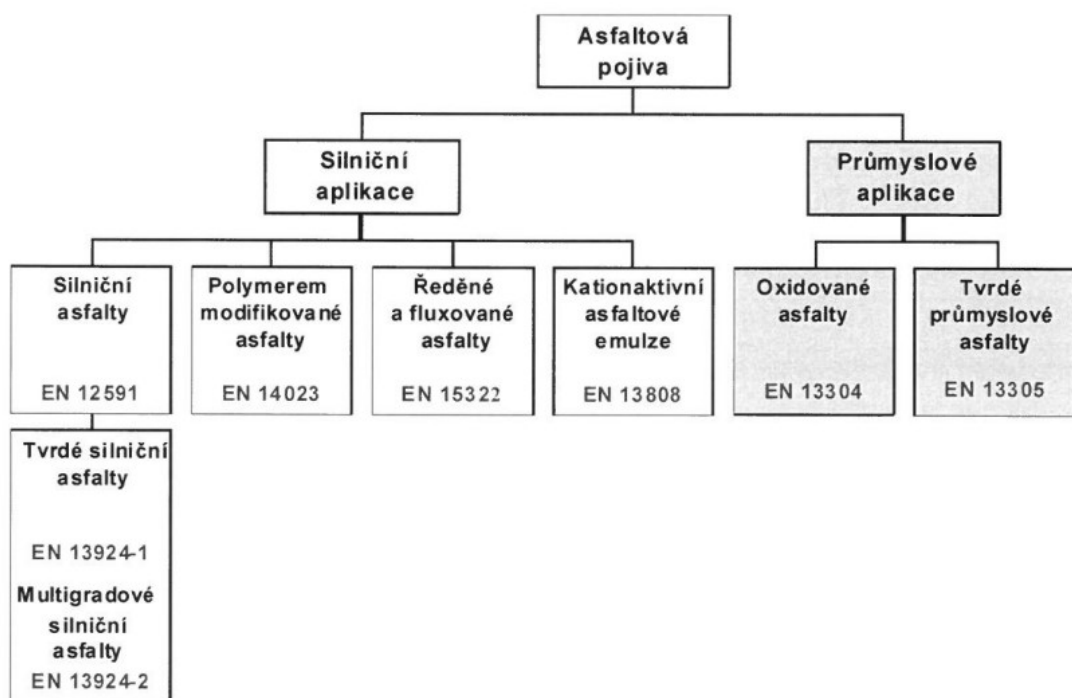 Asfaltová
pojiva
Silniční
aplikace
Průmyslové
aplikace
Silniční
asfalty
EN 12591
Polymerem
modifikované
asfalty
EN 14023
Ředěné
a fluxované
asfalty
EN 15322
Kationaktivní
asfaltové
emulze
EN 13808
Oxidované
asfalty
EN 13304
Tvrdé
průmyslové
asfalty
EN 13305
Tvrdé silniční
asfalty
EN 13924-1
Multigradové
silniční
asfalty
EN 13924-2